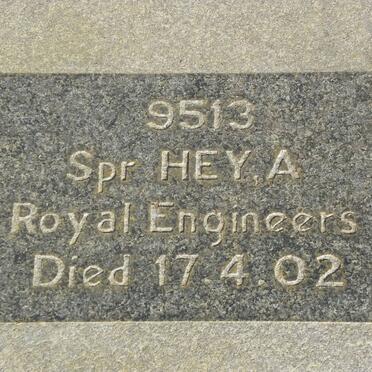 9513
Spr HEY, A
Royal Engineers
Died 17.4.02